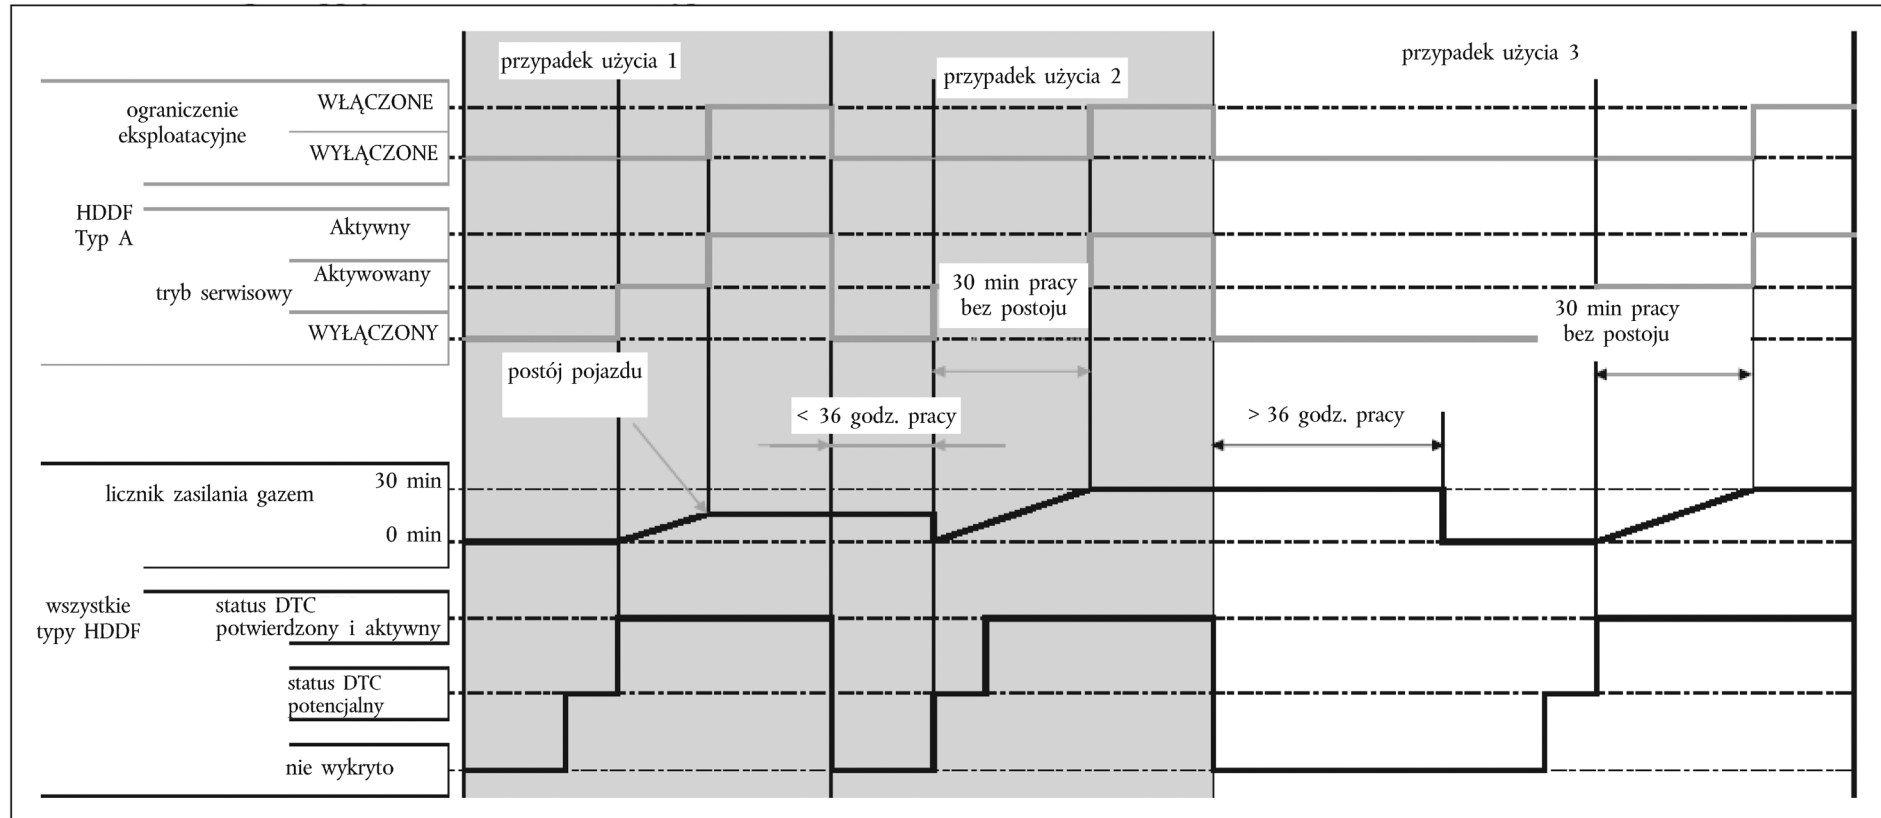 przypadek użycia 1
przypadek użycia 2
przypadek użycia 3
ograniczenie
eksploatacyjne
WŁĄCZONE
WYŁĄCZONE
HDDF
Typ A
Aktywny
Aktywowany
tryb serwisowy
WYŁĄCZONY
30 min pracy
bez postoju
30 min pracy
bez postoju
postój pojazdu
< 36 godz. pracy
> 36 godz. pracy
licznik zasilania gazem
30 min
0 min
wszystkie
typy HDDF
status DTC
potwierdzony i aktywny
status DTC
potencjalny
nie wykryto